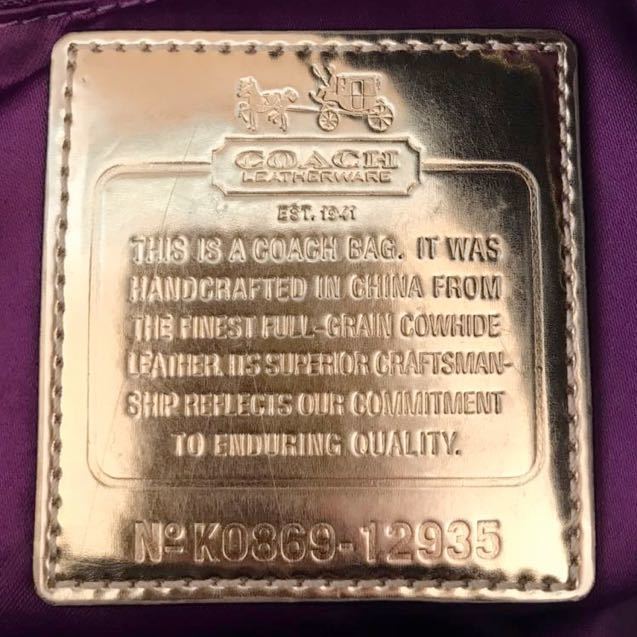 COACH
LEATHERWARE
EST. 1941
THIS IS A COACH BAG. IT WAS
HANDCRAFTED IN CHINA FROM
THE FINEST FULL-GRAIN COWHIDE
LEATHER. ITS SUPERIOR CRAFTSMAN-
SHIP REFLECTS OUR COMMITMENT
TO ENDURING QUALITY.
Nº K0869-12935